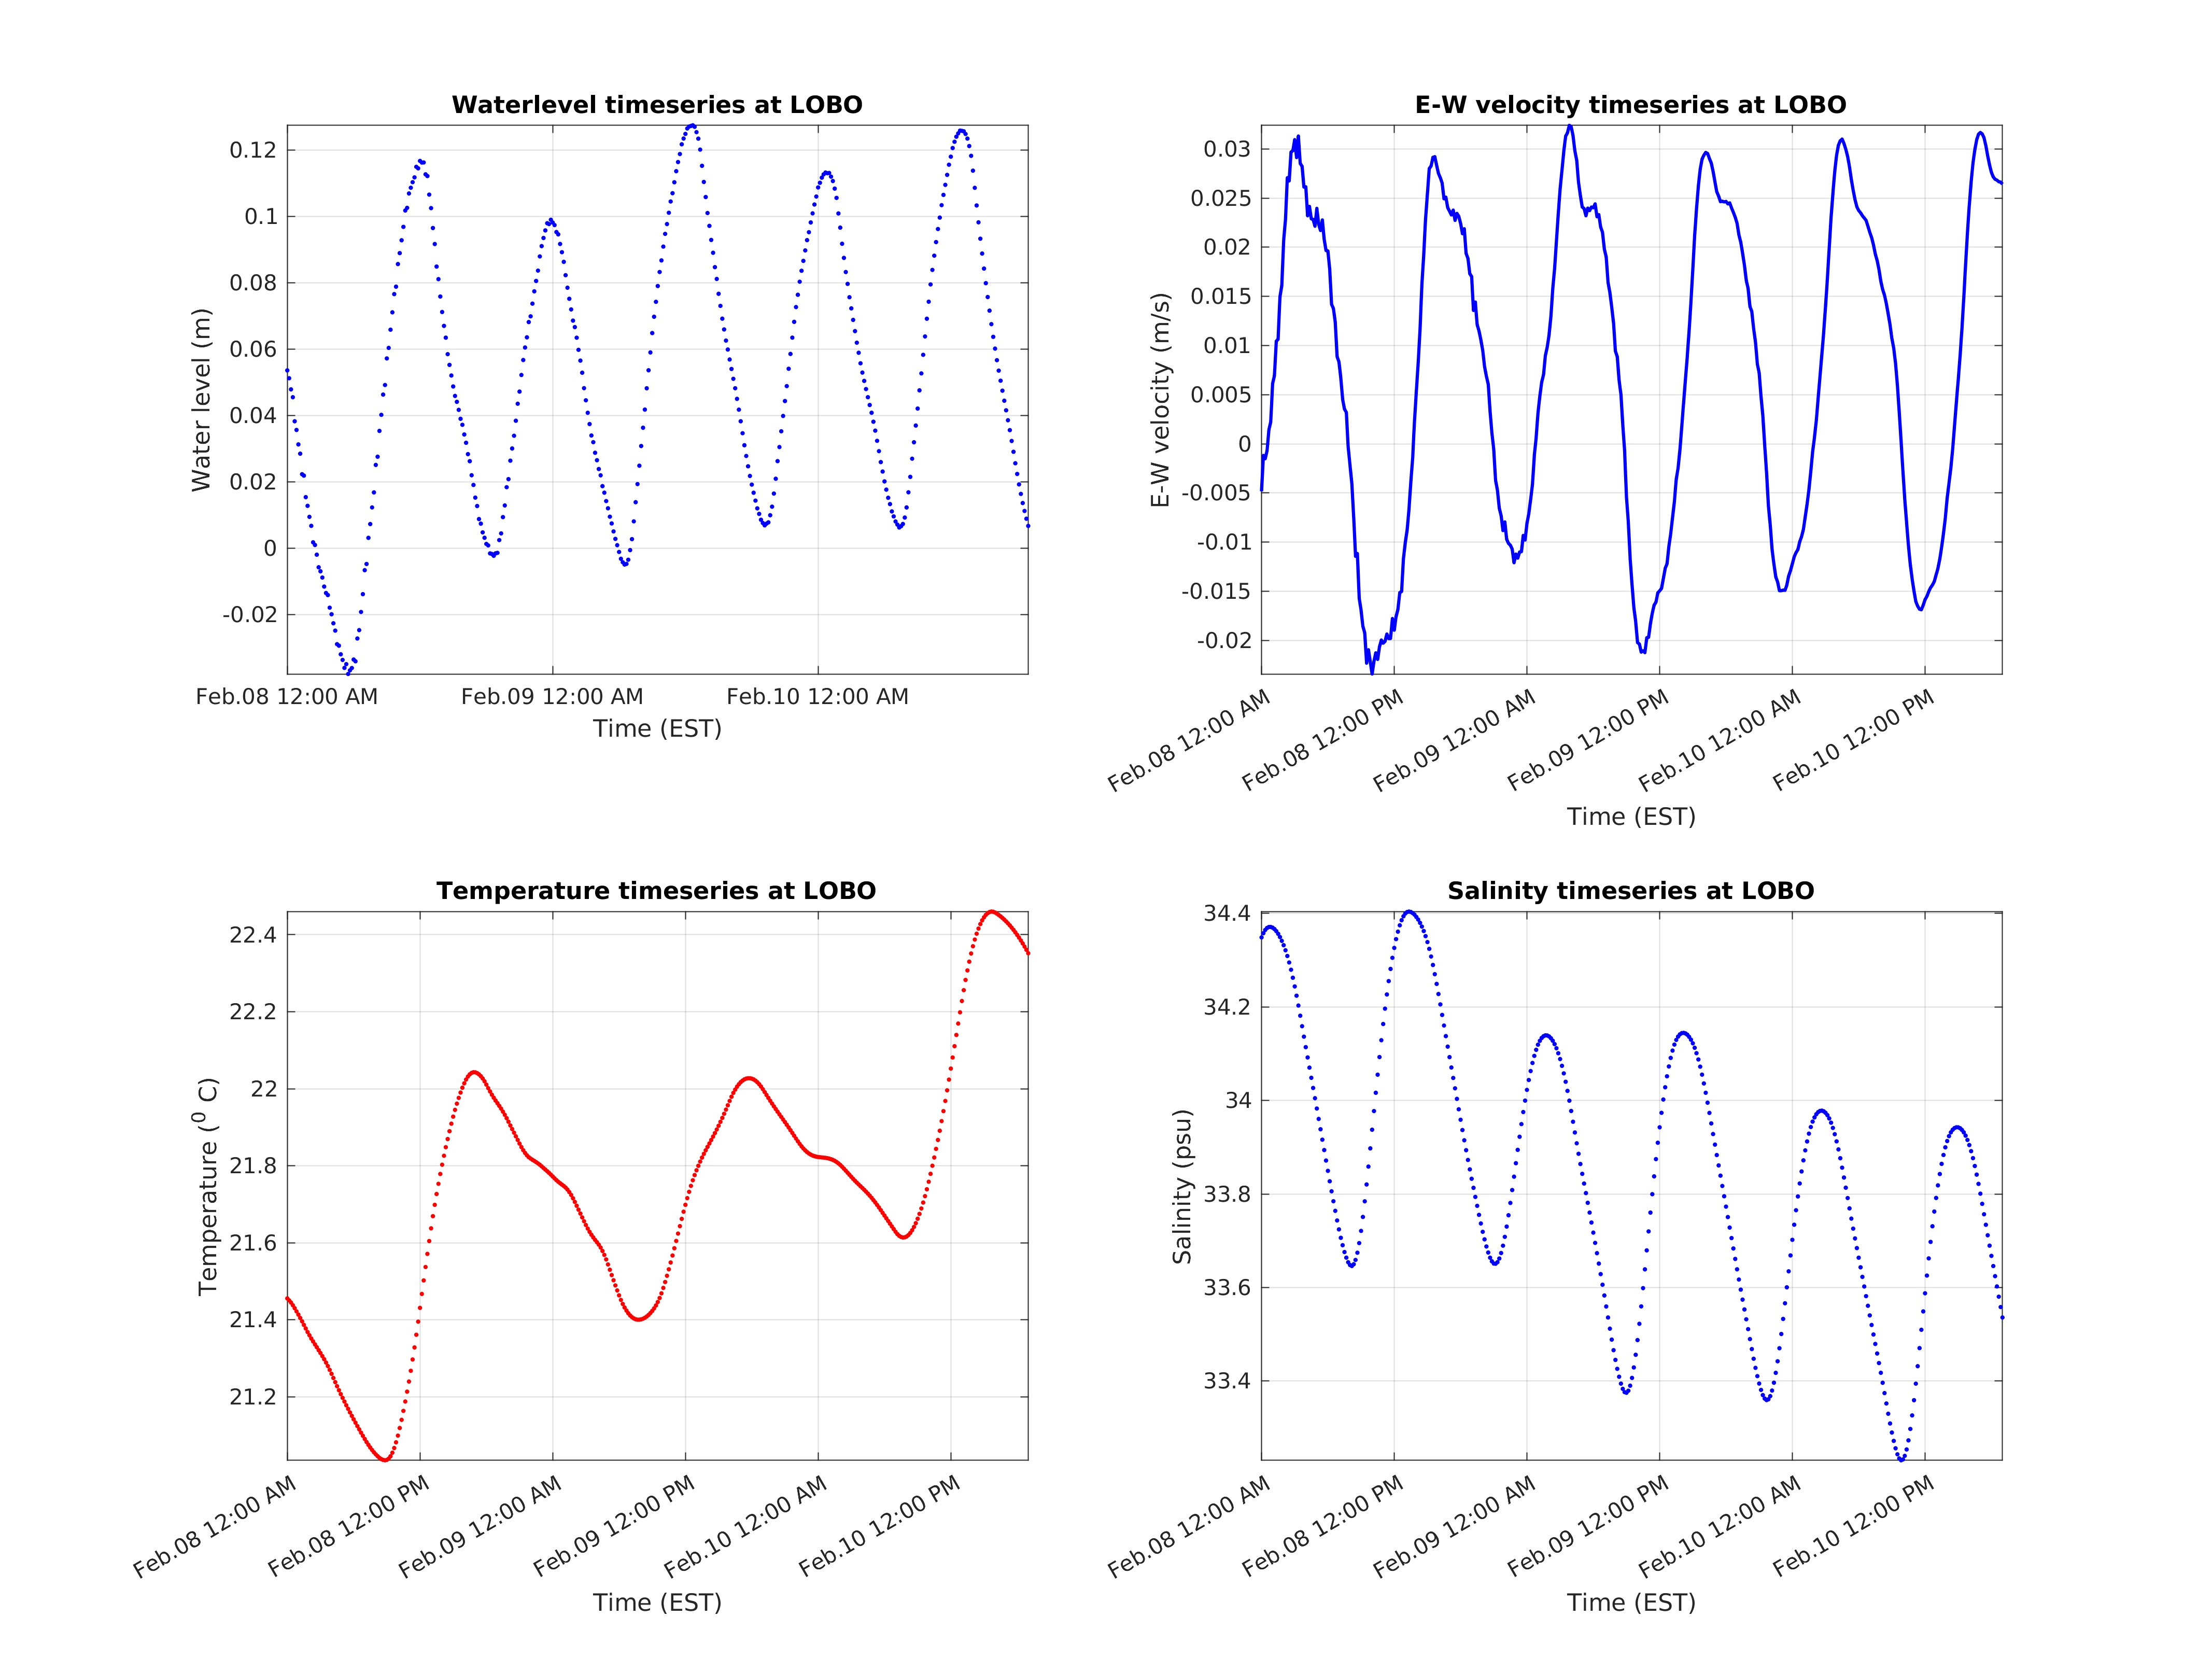 Waterlevel timeseries at LOBO
0.12
0.1
0.08
0.06
0.04
0.02
0
-0.02
Water level (m)
Feb.08 12:00 AM
Feb.09 12:00 AM
Feb.10 12:00 AM
Time (EST)
E-W velocity timeseries at LOBO
0.03
0.025
0.02
0.015
0.01
0.005
0
-0.005
-0.01
-0.015
-0.02
E-W velocity (m/s)
Feb.08 12:00 AM
Feb.08 12:00 PM
Feb.09 12:00 AM
Feb.09 12:00 PM
Feb.10 12:00 AM
Feb.10 12:00 PM
Time (EST)
Temperature timeseries at LOBO
22.4
22.2
22
21.8
21.6
21.4
21.2
Temperature (⁰ C)
Feb.08 12:00 AM
Feb.08 12:00 PM
Feb.09 12:00 AM
Feb.09 12:00 PM
Feb.10 12:00 AM
Feb.10 12:00 PM
Time (EST)
Salinity timeseries at LOBO
34.4
34.2
34
33.8
33.6
33.4
Salinity (psu)
Feb.08 12:00 AM
Feb.08 12:00 PM
Feb.09 12:00 AM
Feb.09 12:00 PM
Feb.10 12:00 AM
Feb.10 12:00 PM
Time (EST)